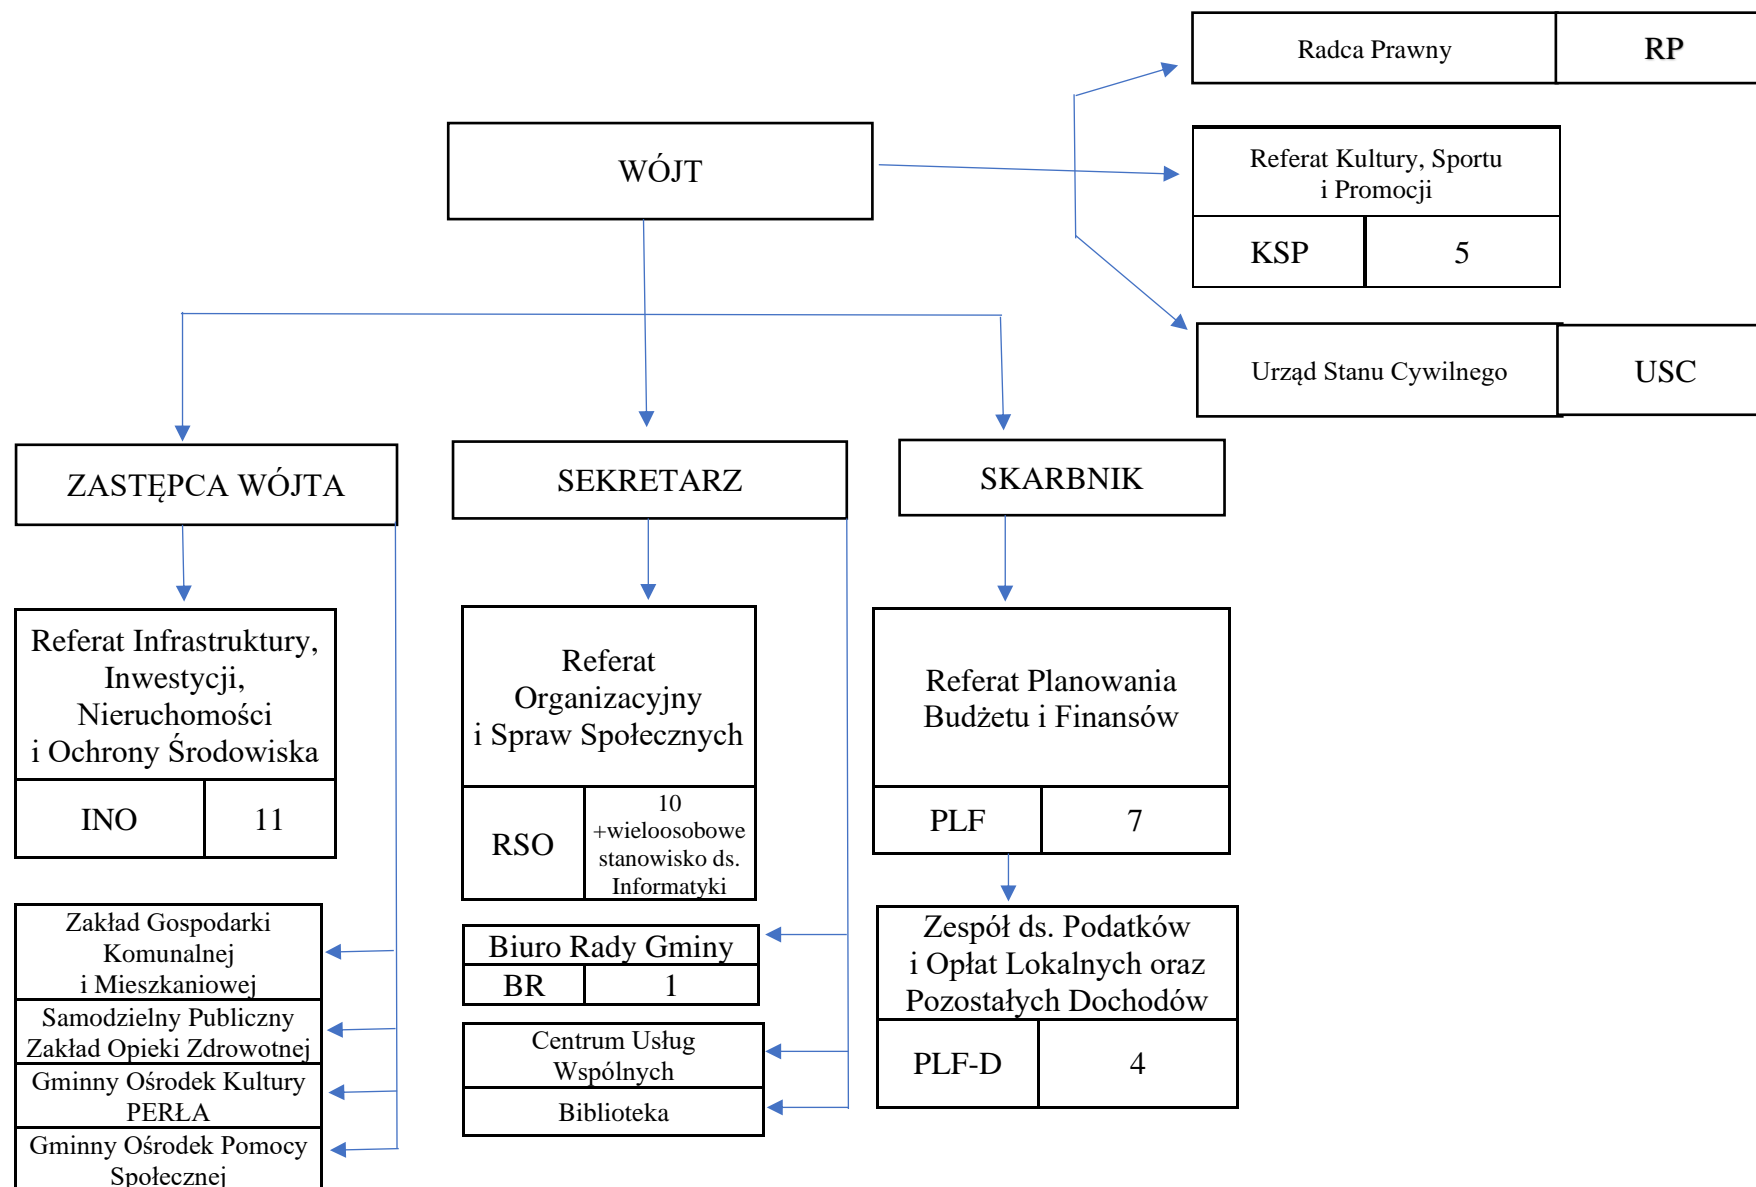 Radca Prawny
RP
WÓJT
Referat Kultury, Sportu
i Promocji
KSP
5
Urząd Stanu Cywilnego
USC
ZASTĘPCA WÓJTA
SEKRETARZ
SKARBNIK
Referat Infrastruktury,
Inwestycji,
Nieruchomości
i Ochrony Środowiska
INO
11
Referat
Organizacyjny
i Spraw Społecznych
RSO
10
+wieloosobowe
stanowisko ds.
Informatyki
Referat Planowania
Budżetu i Finansów
PLF
7
Zakład Gospodarki
Komunalnej
i Mieszkaniowej
Samodzielny Publiczny
Zakład Opieki Zdrowotnej
Gminny Ośrodek Kultury
PERŁA
Gminny Ośrodek Pomocy
Społecznej
Biuro Rady Gminy
BR
1
Centrum Usług
Wspólnych
Biblioteka
Zespół ds. Podatków
i Opłat Lokalnych oraz
Pozostałych Dochodów
PLF-D
4